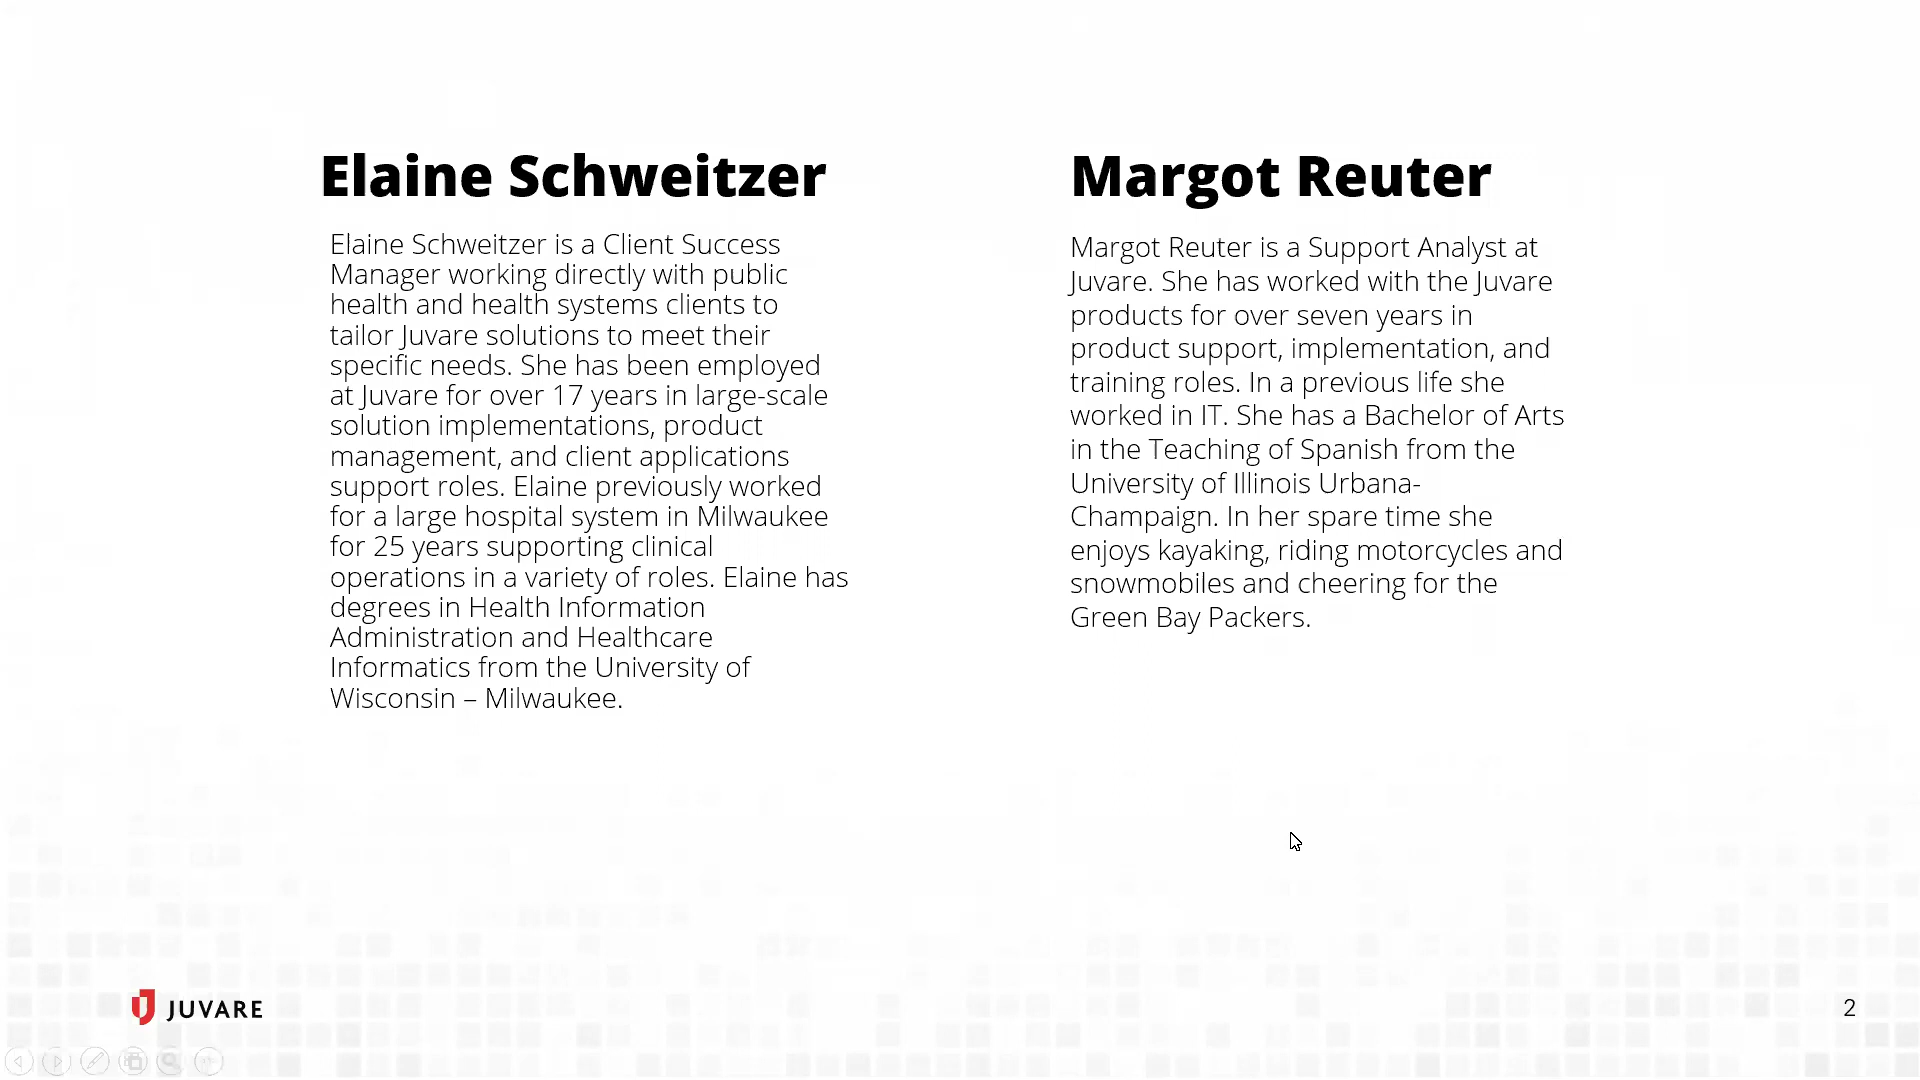 Elaine Schweitzer
Elaine Schweitzer is a Client Success
Manager working directly with public
health and health systems clients to
tailor Juvare solutions to meet their
specific needs. She has been employed
at Juvare for over 17 years in large-scale
solution implementations, product
management, and client applications
support roles. Elaine previously worked
for a large hospital system in Milwaukee
for 25 years supporting clinical
operations in a variety of roles. Elaine has
degrees in Health Information
Administration and Healthcare
Informatics from the University of
Wisconsin – Milwaukee.
Margot Reuter
Margot Reuter is a Support Analyst at
Juvare. She has worked with the Juvare
products for over seven years in
product support, implementation, and
training roles. In a previous life she
worked in IT. She has a Bachelor of Arts
in the Teaching of Spanish from the
University of Illinois Urbana-
Champaign. In her spare time she
enjoys kayaking, riding motorcycles and
snowmobiles and cheering for the
Green Bay Packers.
JUVARE
2